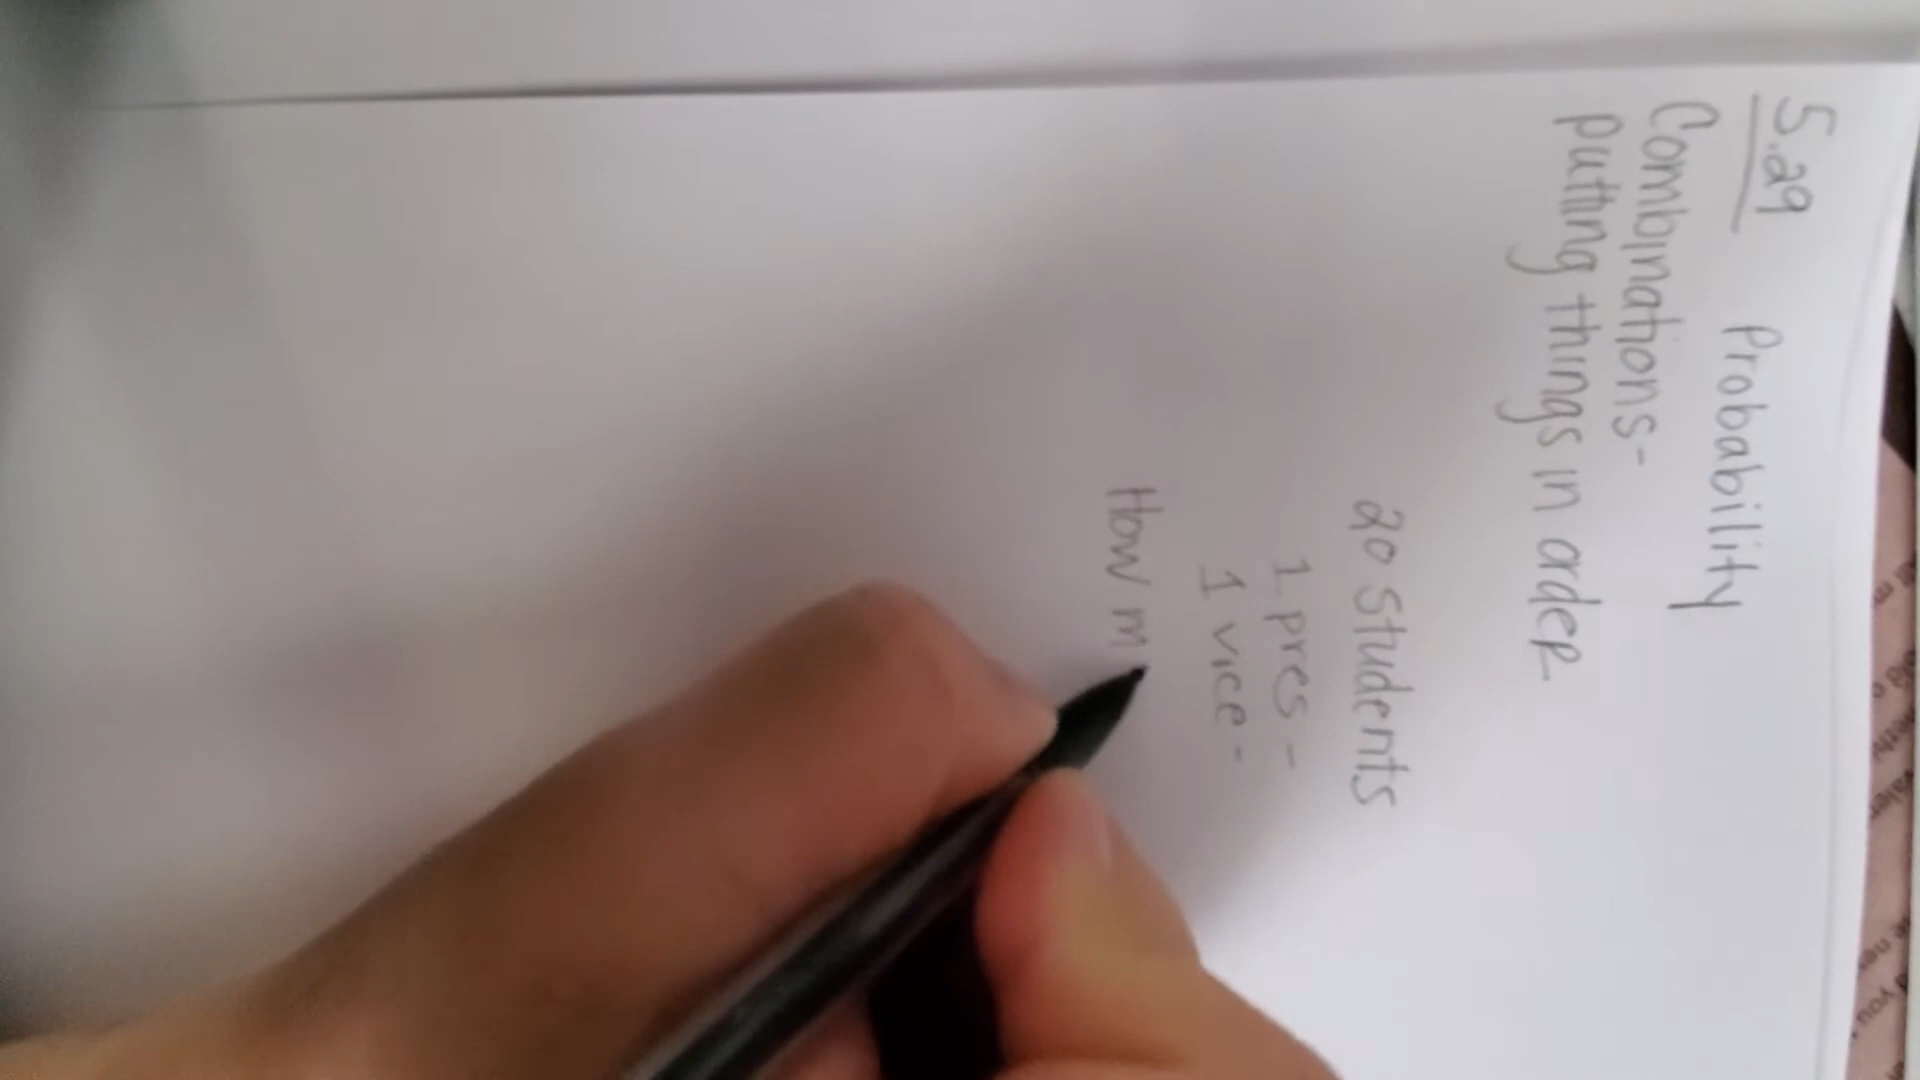 5.29 Probability
Combinations-
putting things in order
20 students
1 pres -
1 vice -
How m